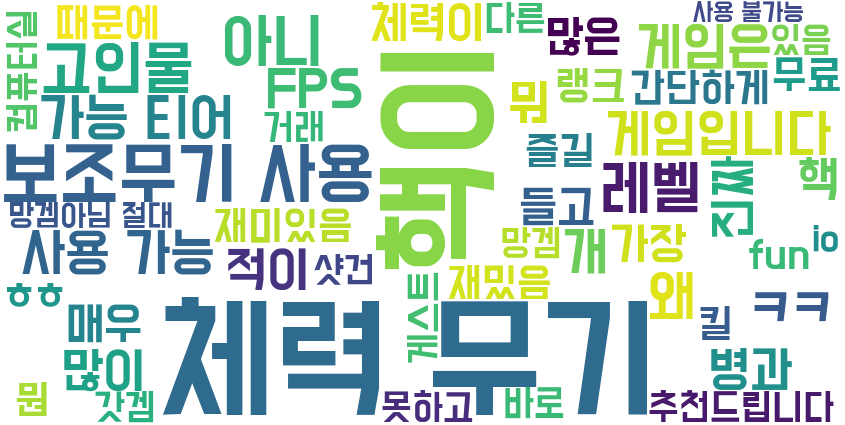 컴퓨터실
때문에
고인물
아니
FPS
체력이
다른
많은
사용 불가능
게임은
있음
랭크
간단하게
무료
뭐
가능 티어
거래
핵이
게임입니다
즐길
보조무기 사용
레벨
진짜
핵
들고
망겜아님 절대
재미있음
사용 가능
적이
샷건
망겜
개
가장
fun
io
재밌음
왜
ㅎㅎ
매우
체력 무기
게스트
킬
ㅋㅋ
많이
병과
뭔
갓겜
못하고
바로
추천드립니다